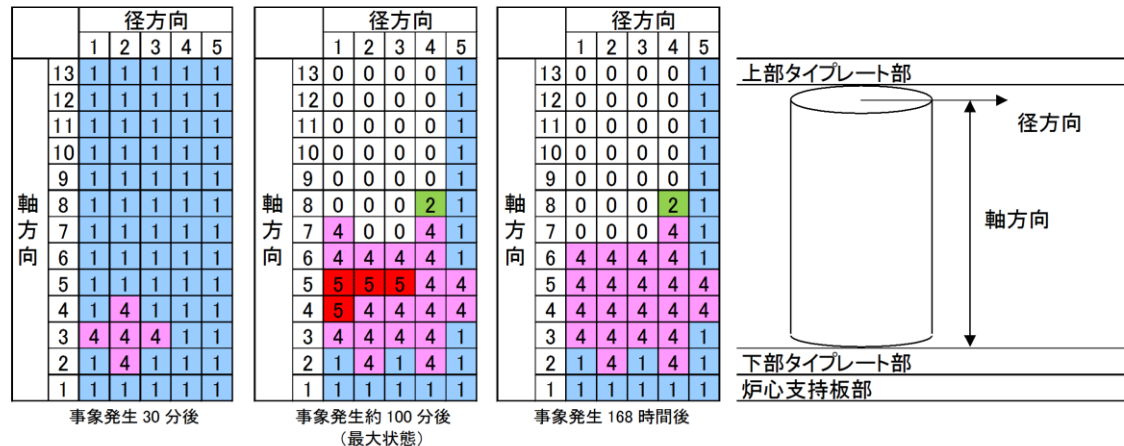 径方向
1 2 3 4 5
軸方向
13 1 1 1 1 1
12 1 1 1 1 1
11 1 1 1 1 1
10 1 1 1 1 1
9 1 1 1 1 1
8 1 1 1 1 1
7 1 1 1 1 1
6 1 1 1 1 1
5 1 1 1 1 1
4 1 4 1 1 1
3 4 4 4 1 1
2 1 4 1 1 1
1 1 1 1 1 1
事象発生 30 分後
径方向
1 2 3 4 5
軸方向
13 0 0 0 0 1
12 0 0 0 0 1
11 0 0 0 0 1
10 0 0 0 0 1
9 0 0 0 0 1
8 0 0 0 2 1
7 4 0 0 4 1
6 4 4 4 4 1
5 5 5 5 4 4
4 5 4 4 4 4
3 4 4 4 4 1
2 1 4 1 4 1
1 1 1 1 1 1
事象発生約 100 分後
(最大状態)
径方向
1 2 3 4 5
軸方向
13 0 0 0 0 1
12 0 0 0 0 1
11 0 0 0 0 1
10 0 0 0 0 1
9 0 0 0 0 1
8 0 0 0 2 1
7 0 0 0 4 1
6 4 4 4 4 1
5 4 4 4 4 4
4 4 4 4 4 4
3 4 4 4 4 1
2 1 4 1 4 1
1 1 1 1 1 1
事象発生 168 時間後
上部タイプレート部
径方向
軸方向
下部タイプレート部
炉心支持板部